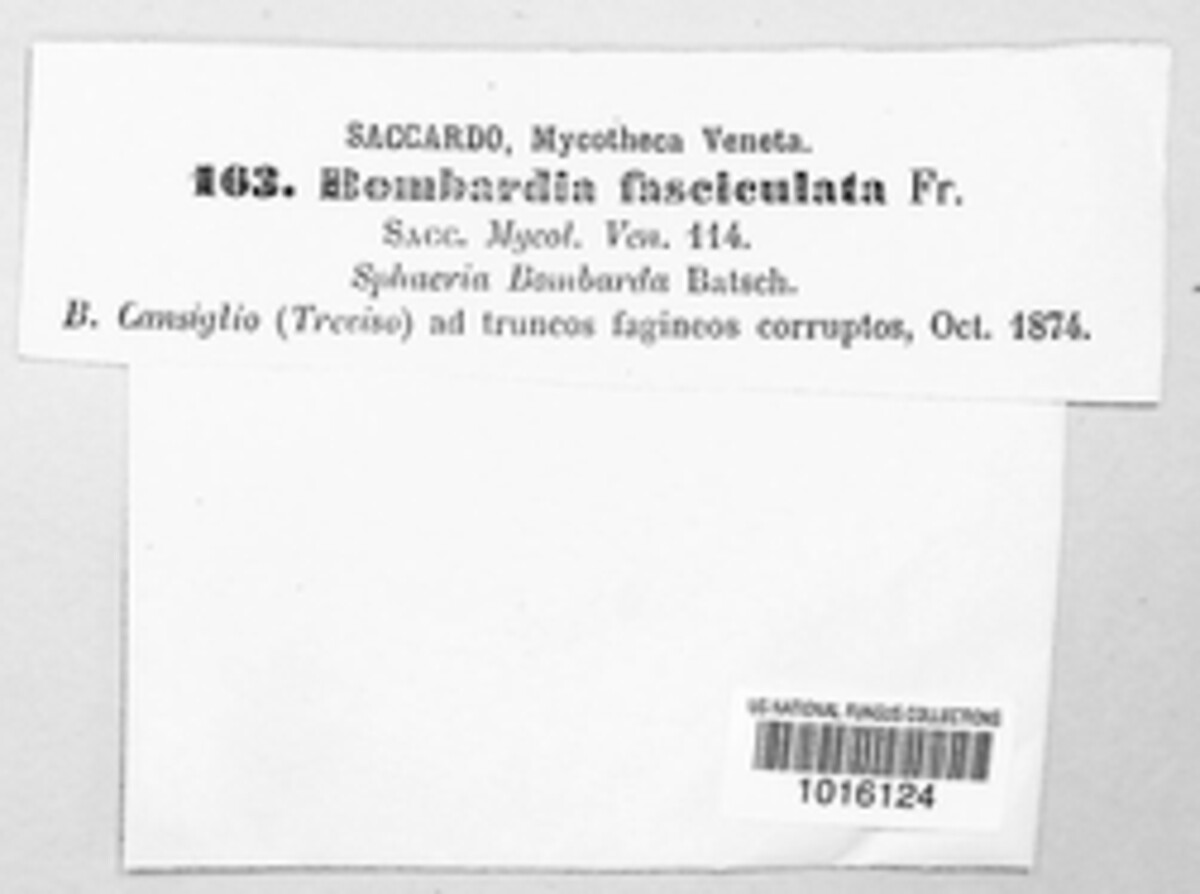 SACCARDO, Mycotheca Veneta.
163. Bombardia fasciculata Fr.
SACC. Mycol. Ven. 114.
Sphaeria Bombarda Batsch.
B. Cansiglio (Treviso) ad truncos fagineos corruptos, Oct. 1874.
US NATIONAL FUNGUS COLLECTIONS
1016124